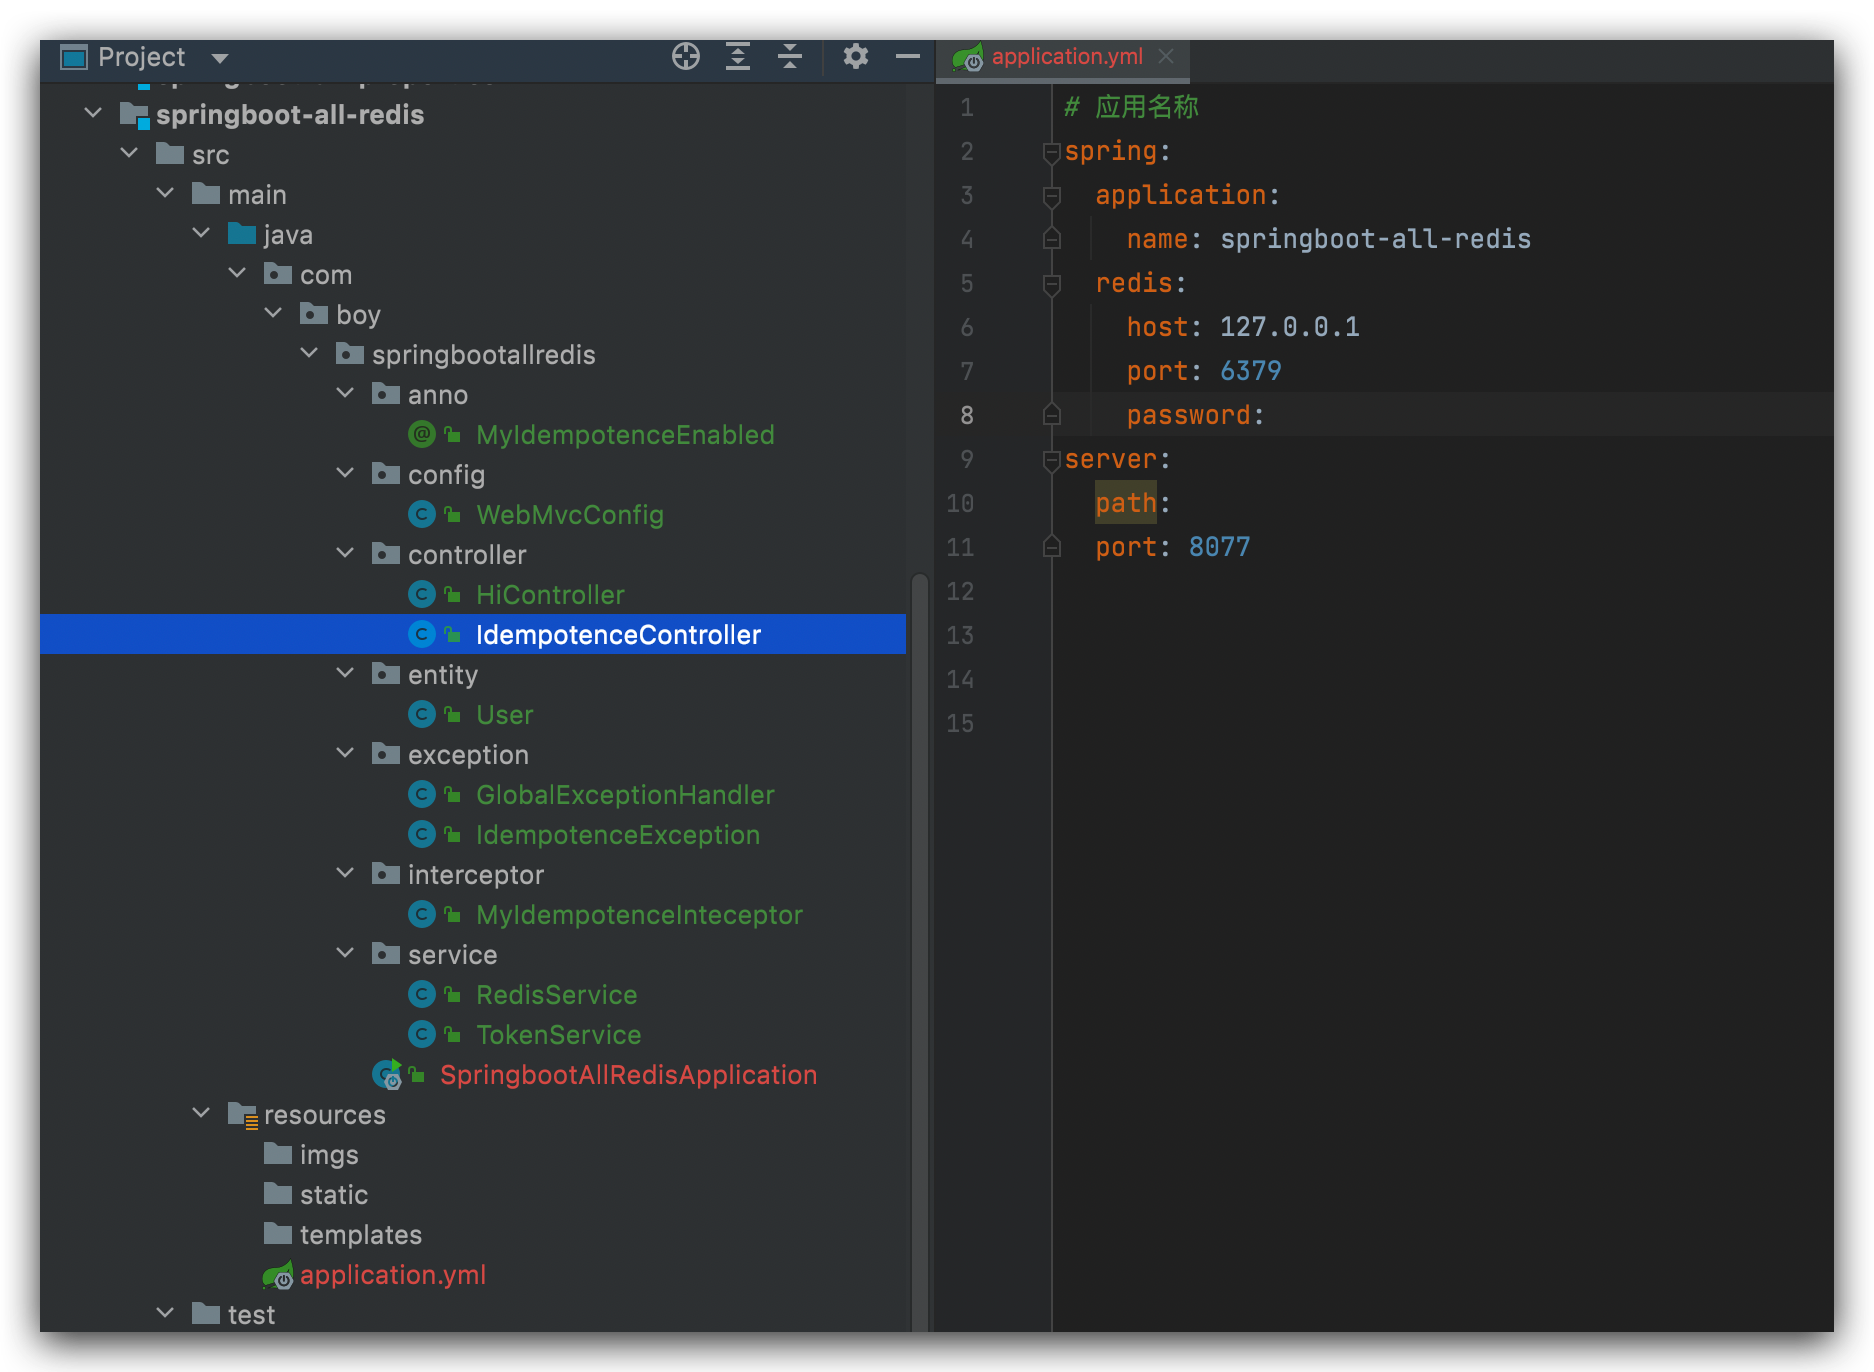 Project
springboot-all-redis
src
main
java
com
boy
springbootallredis
anno
MyIdempotenceEnabled
config
WebMvcConfig
controller
HiController
IdempotenceController
entity
User
exception
GlobalExceptionHandler
IdempotenceException
interceptor
MyIdempotenceInteceptor
service
RedisService
TokenService
SpringbootAllRedisApplication
resources
imgs
static
templates
application.yml
test
application.yml
1 # 应用名称
2 spring:
3 application:
4 name: springboot-all-redis
5 redis:
6 host: 127.0.0.1
7 port: 6379
8 password:
9 server:
10 path:
11 port: 8077
12
13
14
15